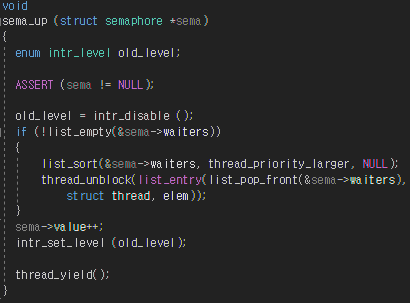 void
sema_up (struct semaphore *sema)
{
enum intr_level old_level;
ASSERT (sema != NULL);
old_level = intr_disable ();
if (!list_empty(&sema->waiters))
{
list_sort(&sema->waiters, thread_priority_larger, NULL);
thread_unblock(list_entry(list_pop_front(&sema->waiters),
struct thread, elem));
}
sema->value++;
intr_set_level (old_level);
thread_yield();
}